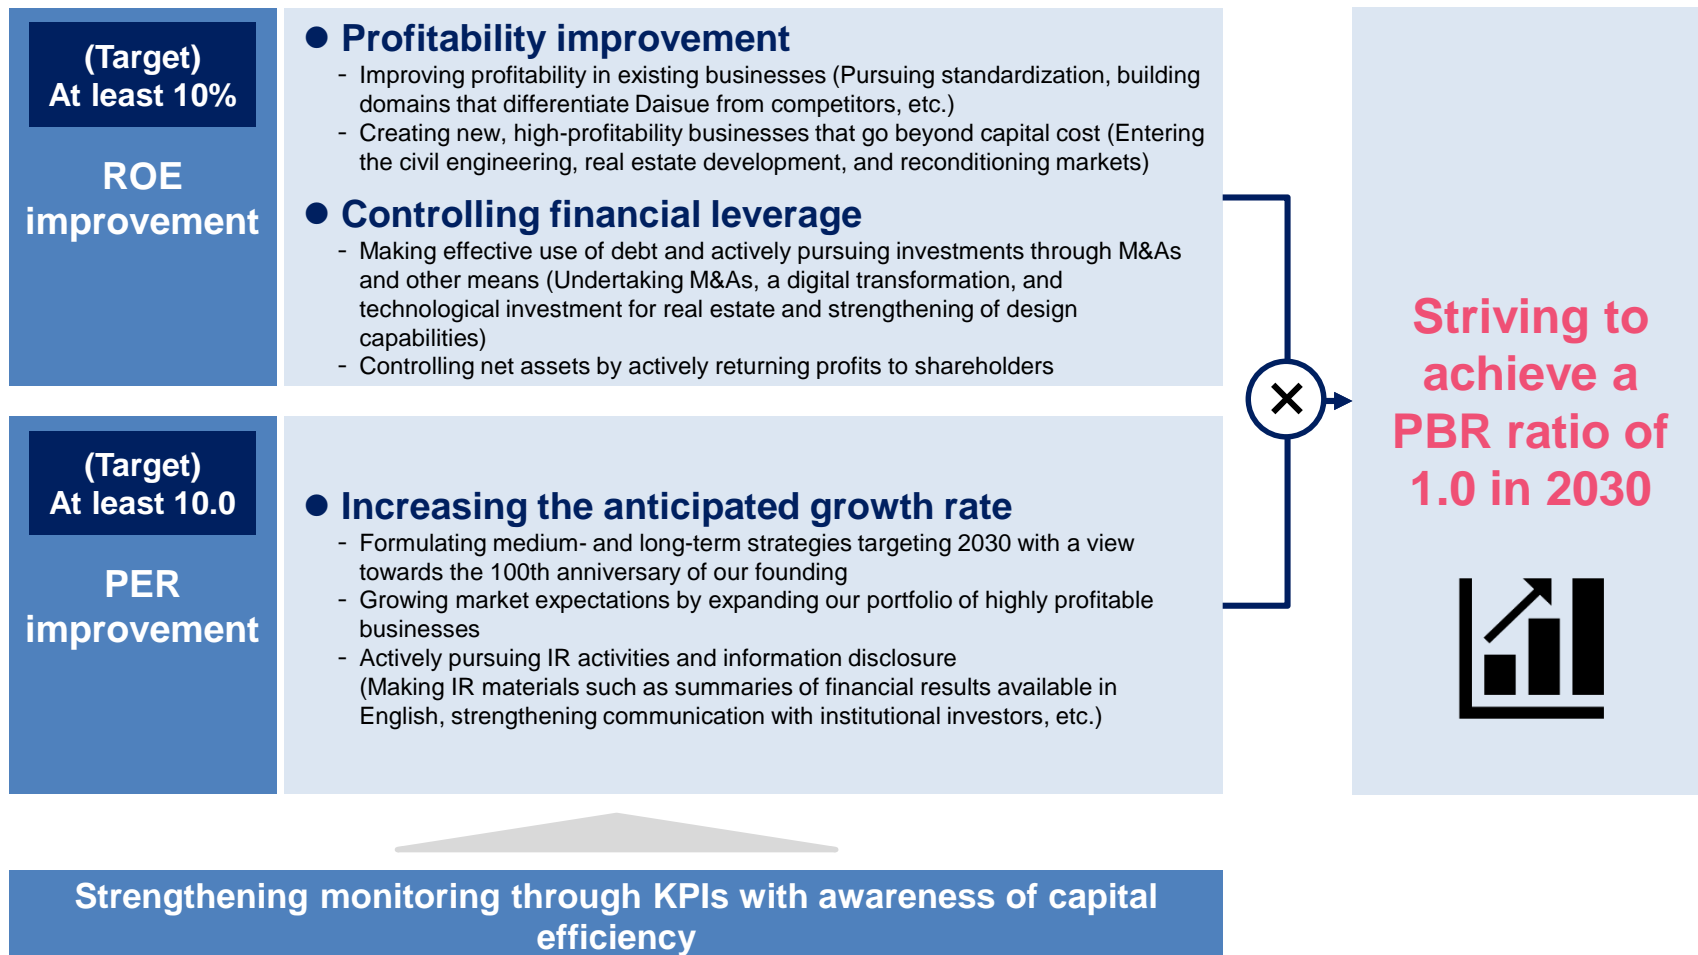 (Target)
At least 10%
ROE
improvement
● Profitability improvement
- Improving profitability in existing businesses (Pursuing standardization, building
domains that differentiate Daisue from competitors, etc.)
- Creating new, high-profitability businesses that go beyond capital cost (Entering
the civil engineering, real estate development, and reconditioning markets)
● Controlling financial leverage
- Making effective use of debt and actively pursuing investments through M&As
and other means (Undertaking M&As, a digital transformation, and
technological investment for real estate and strengthening of design
capabilities)
- Controlling net assets by actively returning profits to shareholders
(Target)
At least 10.0
PER
improvement
● Increasing the anticipated growth rate
- Formulating medium- and long-term strategies targeting 2030 with a view
towards the 100th anniversary of our founding
- Growing market expectations by expanding our portfolio of highly profitable
businesses
- Actively pursuing IR activities and information disclosure
(Making IR materials such as summaries of financial results available in
English, strengthening communication with institutional investors, etc.)
×
Striving to
achieve a
PBR ratio of
1.0 in 2030
Strengthening monitoring through KPIs with awareness of capital
efficiency